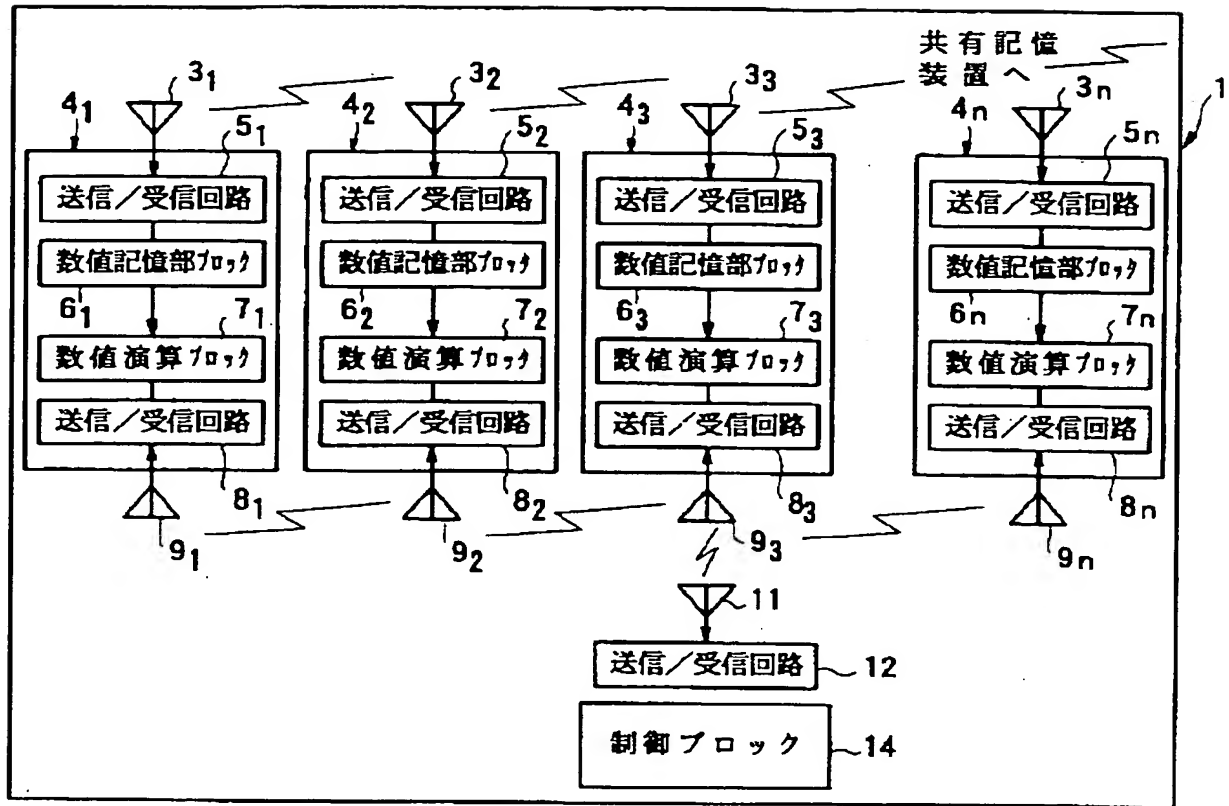 共有記憶
装置へ
1
3₁ 3₂ 3₃ 3n
4₁ 4₂ 4₃ 4n
5₁ 5₂ 5₃ 5n
送信／受信回路 送信／受信回路 送信／受信回路 送信／受信回路
数値記憶部ブロック 数値記憶部ブロック 数値記憶部ブロック 数値記憶部ブロック
6₁ 7₁ 6₂ 7₂ 6₃ 7₃ 6n 7n
数値演算ブロック 数値演算ブロック 数値演算ブロック 数値演算ブロック
送信／受信回路 送信／受信回路 送信／受信回路 送信／受信回路
8₁ 8₂ 8₃ 8n
9₁ 9₂ 9₃ 9n
11
送信／受信回路 12
制御ブロック 14